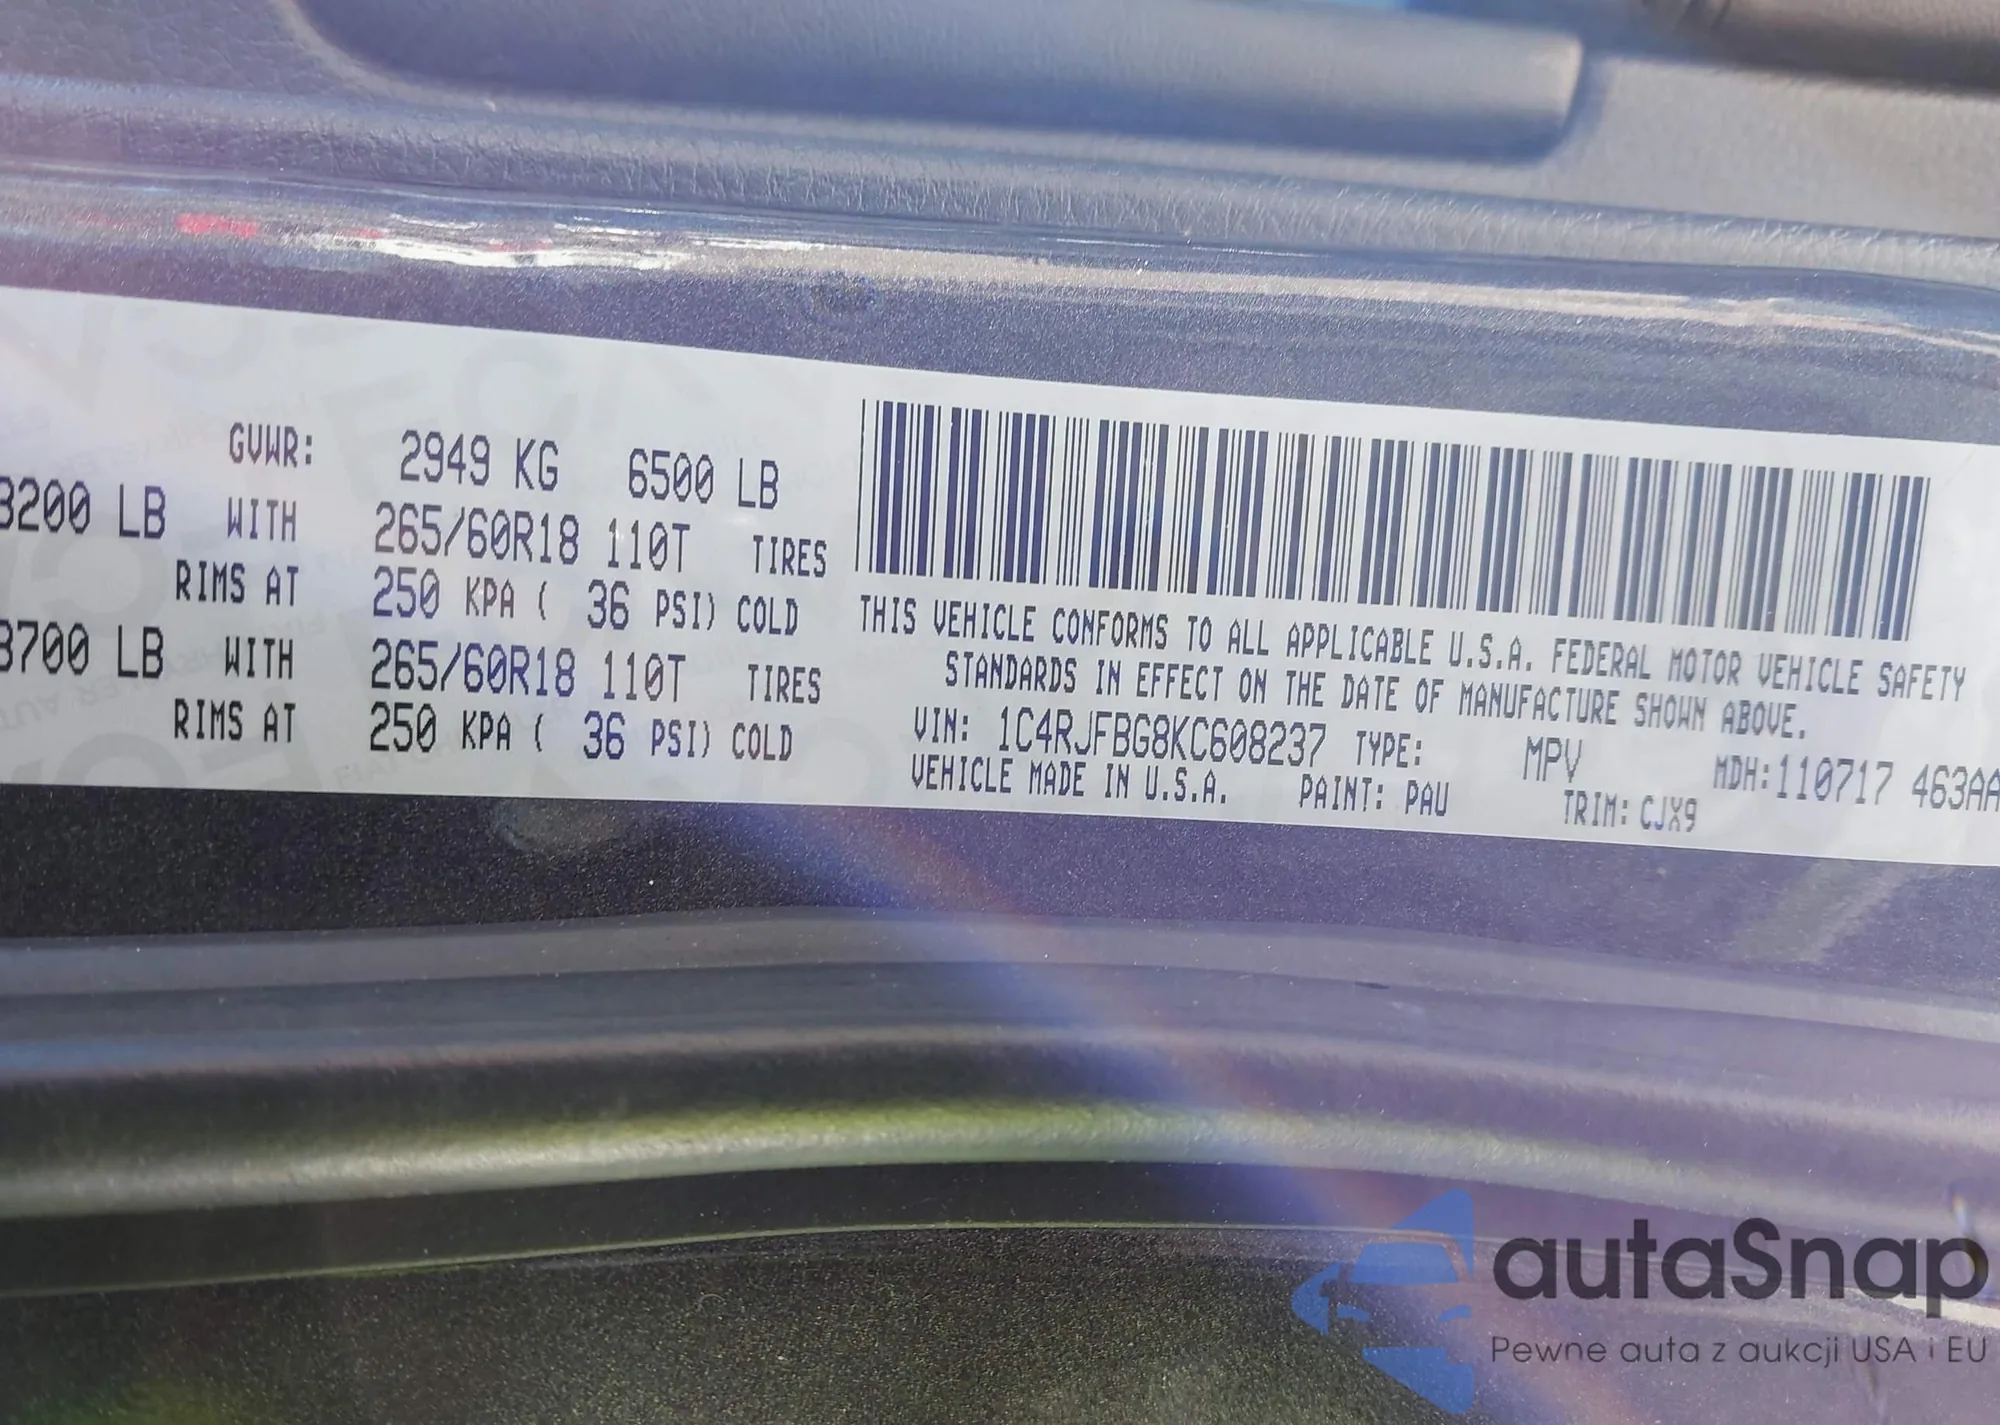 GVWR: 2949 KG 6500 LB
3200 LB WITH 265/60R18 110T TIRES
RIMS AT 250 KPA ( 36 PSI) COLD
3700 LB WITH 265/60R18 110T TIRES
RIMS AT 250 KPA ( 36 PSI) COLD
THIS VEHICLE CONFORMS TO ALL APPLICABLE U.S.A. FEDERAL MOTOR VEHICLE SAFETY
STANDARDS IN EFFECT ON THE DATE OF MANUFACTURE SHOWN ABOVE.
VIN: 1C4RJFBG8KC608237 TYPE: MPV MDH:110717 463AA
VEHICLE MADE IN U.S.A. PAINT: PAU TRIM: CJX9
autaSnap
Pewne auta z aukcji USA i EU